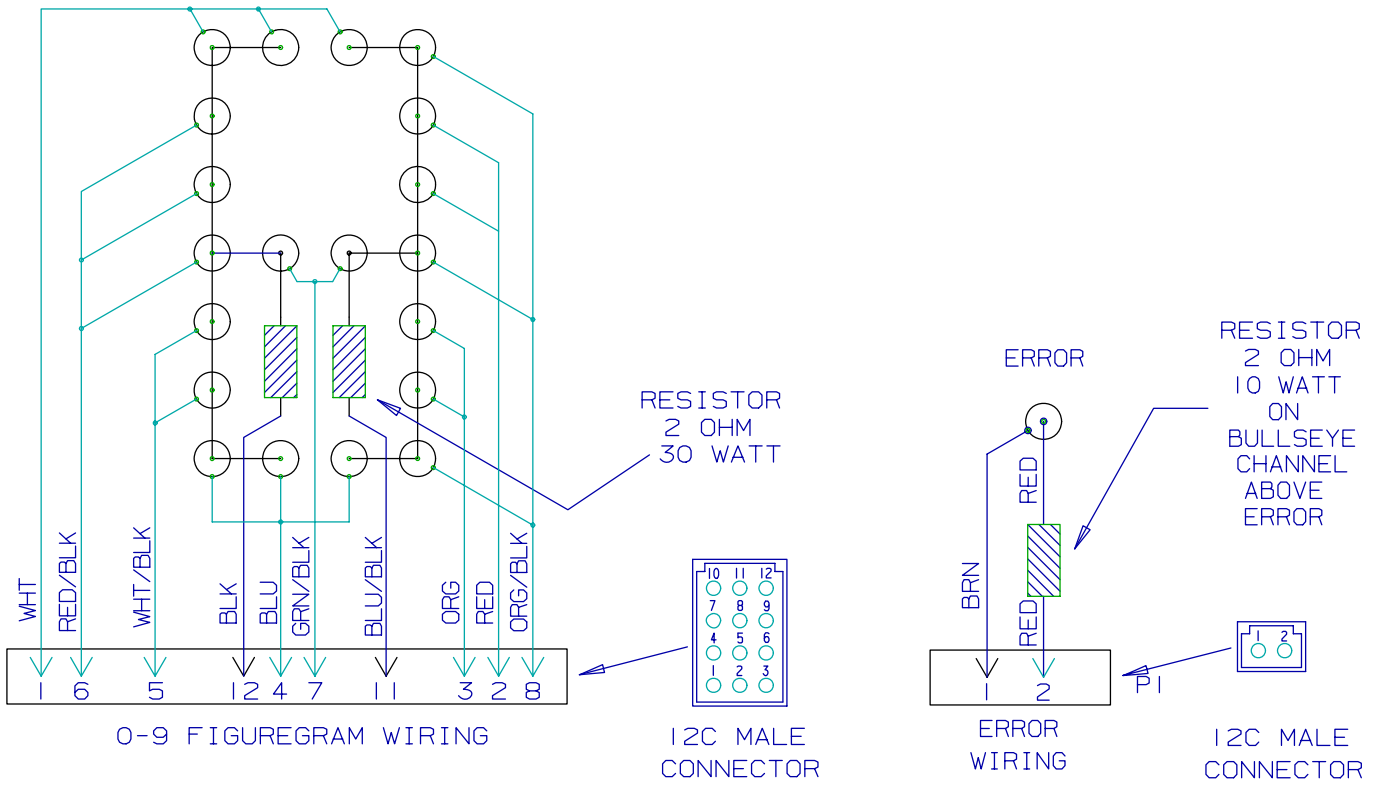 RESISTOR
2 OHM
30 WATT
WHT
RED/BLK
WHT/BLK
BLK
BLU
GRN/BLK
BLU/BLK
ORG
RED
ORG/BLK
1 6 5 12 4 7 11 3 2 8
0-9 FIGUREGRAM WIRING
10 11 12
7 8 9
4 5 6
1 2 3
12C MALE
CONNECTOR
ERROR
RESISTOR
2 OHM
10 WATT
ON
BULLSEYE
CHANNEL
ABOVE
ERROR
RED
BRN
RED
1 2
P1
ERROR
WIRING
1 2
12C MALE
CONNECTOR